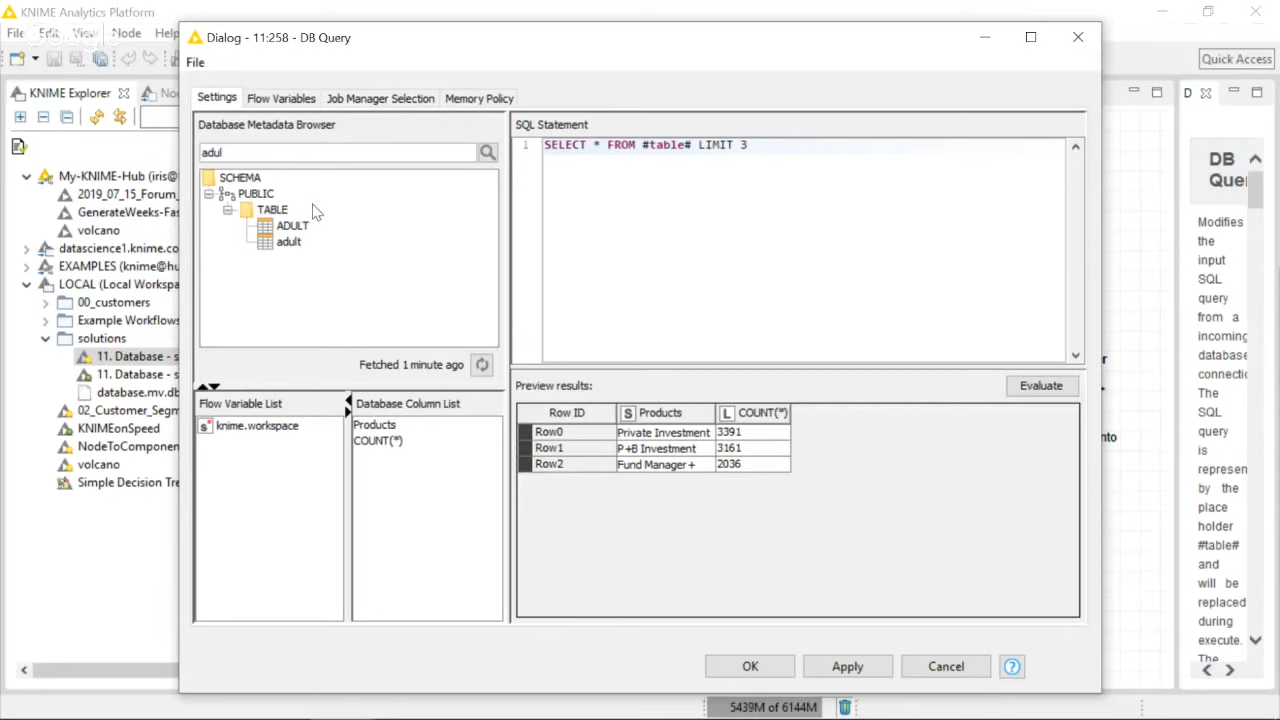 KNIME Analytics Platform
File Edit View Node Help
Google
Dialog - 11:258 - DB Query
File
Quick Access
KNIME Explorer
No
D
Settings
Flow Variables
Job Manager Selection
Memory Policy
Database Metadata Browser
adul
SCHEMA
PUBLIC
TABLE
ADULT
adult
Fetched 1 minute ago
SQL Statement
1 SELECT * FROM #table# LIMIT 3
Flow Variable List
s knime.workspace
Database Column List
Products
COUNT(*)
Preview results:
Evaluate
Row ID S Products L COUNT(*)
Row0 Private Investment 3391
Row1 P+B Investment 3161
Row2 Fund Manager+ 2036
OK
Apply
Cancel
?
My-KNIME-Hub (iris@
2019_07_15_Forum_
GenerateWeeks-Fas
volcano
datascience1.knime.co
EXAMPLES (knime@hu
LOCAL (Local Workspa
00_customers
Example Workflows
solutions
11. Database - s
11. Database - s
database.mv.db
02_Customer_Segm
KNIMEonSpeed
NodeToComponen
volcano
Simple Decision Tre
DB
Que
Modifies
the
input
SQL
query
from a
incoming
database
connectic
The
SQL
query
is
represen
by the
place
holder
#table#
and
will be
replaced
during
execute.
The
er
nto
5439M of 6144M